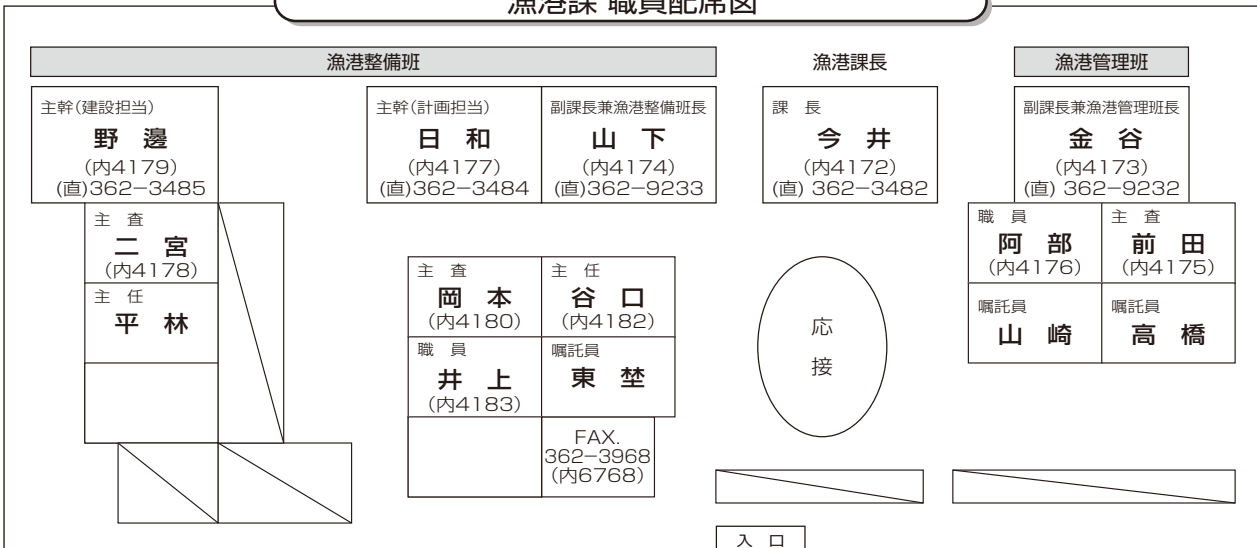 漁港課 職員配席図
漁港整備班
漁港課長
漁港管理班
主幹(建設担当)
野邊
(内4179)
(直)362−3485
主幹(計画担当)
日和
(内4177)
(直)362−3484
副課長兼漁港整備班長
山下
(内4174)
(直)362−9233
課長
今井
(内4172)
(直) 362−3482
副課長兼漁港管理班長
金谷
(内4173)
(直) 362−9232
主査
二宮
(内4178)
主任
平林
主査
岡本
(内4180)
主任
谷口
(内4182)
職員
井上
(内4183)
嘱託員
東埜
FAX.
362−3968
(内6768)
応
接
職員
阿部
(内4176)
主査
前田
(内4175)
嘱託員
山崎
嘱託員
高橋
入口